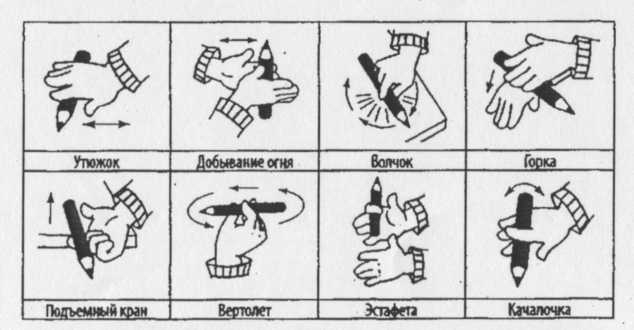 Утюжок
Добывание огня
Волчок
Горка
Подъемный кран
Вертолет
Эстафета
Качалочка